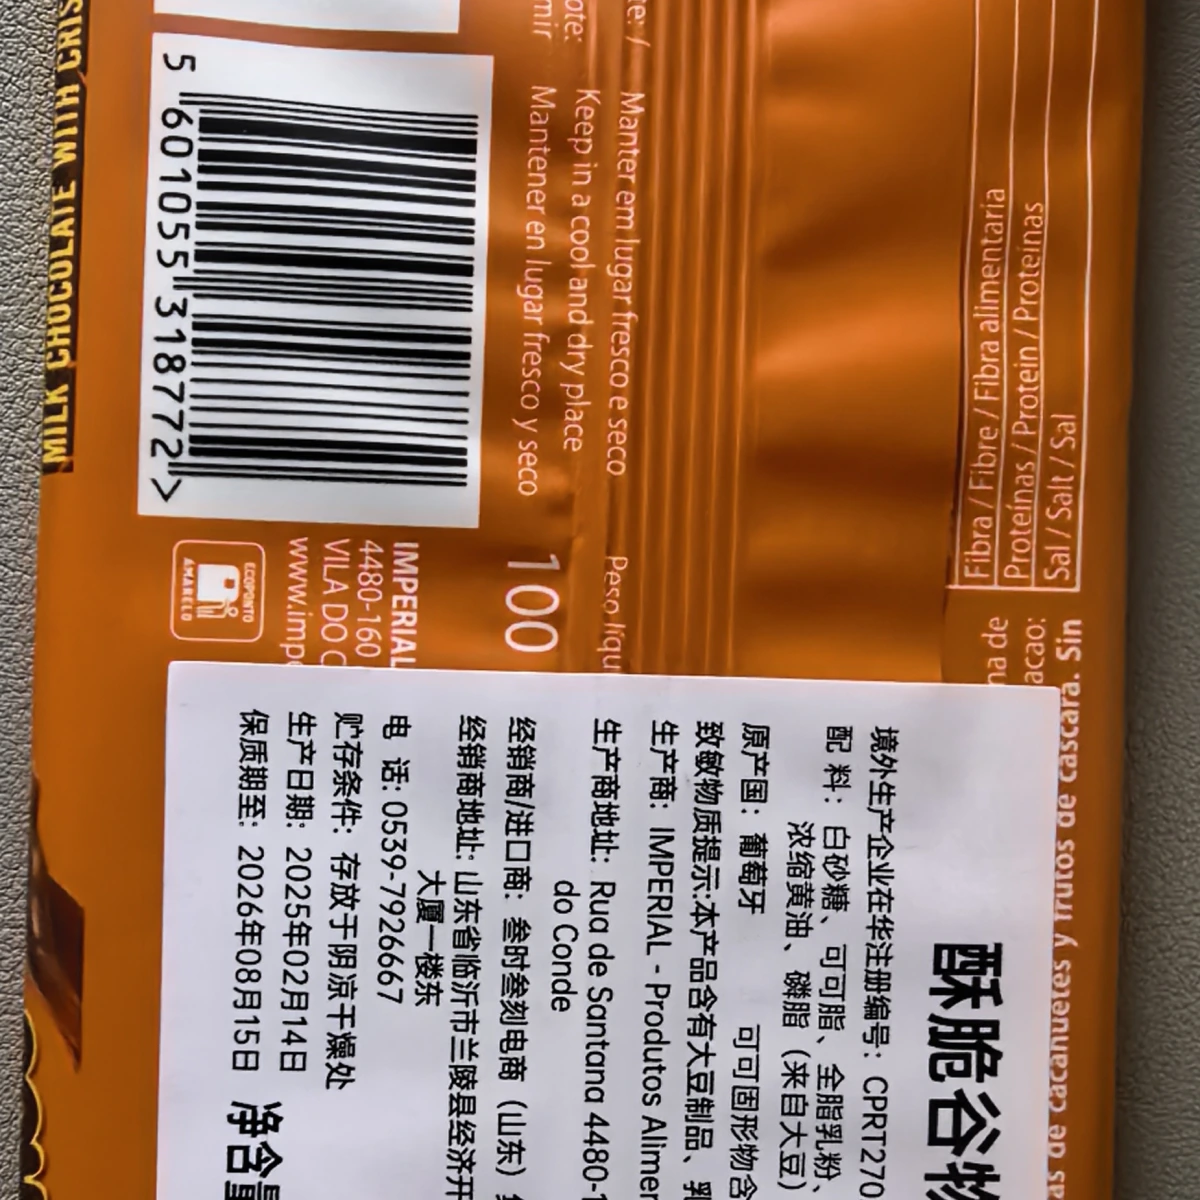 MILK CHOCOLATE WITH CRIS
5 601055 318772 >
te: / Manter em lugar fresco e seco
ote: Keep in a cool and dry place
mir Mantener en lugar fresco y seco
Peso líqu
100
IMPERIAL
4480-160
VILA DO C
www.impe
ECOPONTO
AMARELO
Fibra / Fibre / Fibra alimentaria
Proteínas / Protein / Proteínas
Sal / Salt / Sal
na de
acao:
as de cacahuetes y frutos de cáscara. Sin
酥脆谷物
境外生产企业在华注册编号: CPRT270
配 料: 白砂糖、可可脂、全脂乳粉、
浓缩黄油、磷脂（来自大豆）
原产国: 葡萄牙 可可固形物含
致敏物质提示:本产品含有大豆制品、乳
生产商: IMPERIAL - Produtos Alimen
生产商地址: Rua de Santana 4480-1
do Conde
经销商/进口商: 叁时叁刻电商（山东）
经销商地址: 山东省临沂市兰陵县经济开
大厦一楼东
电 话: 0539-7926667
贮存条件: 存放于阴凉干燥处
生产日期: 2025年02月14日
保质期至: 2026年08月15日
净含量